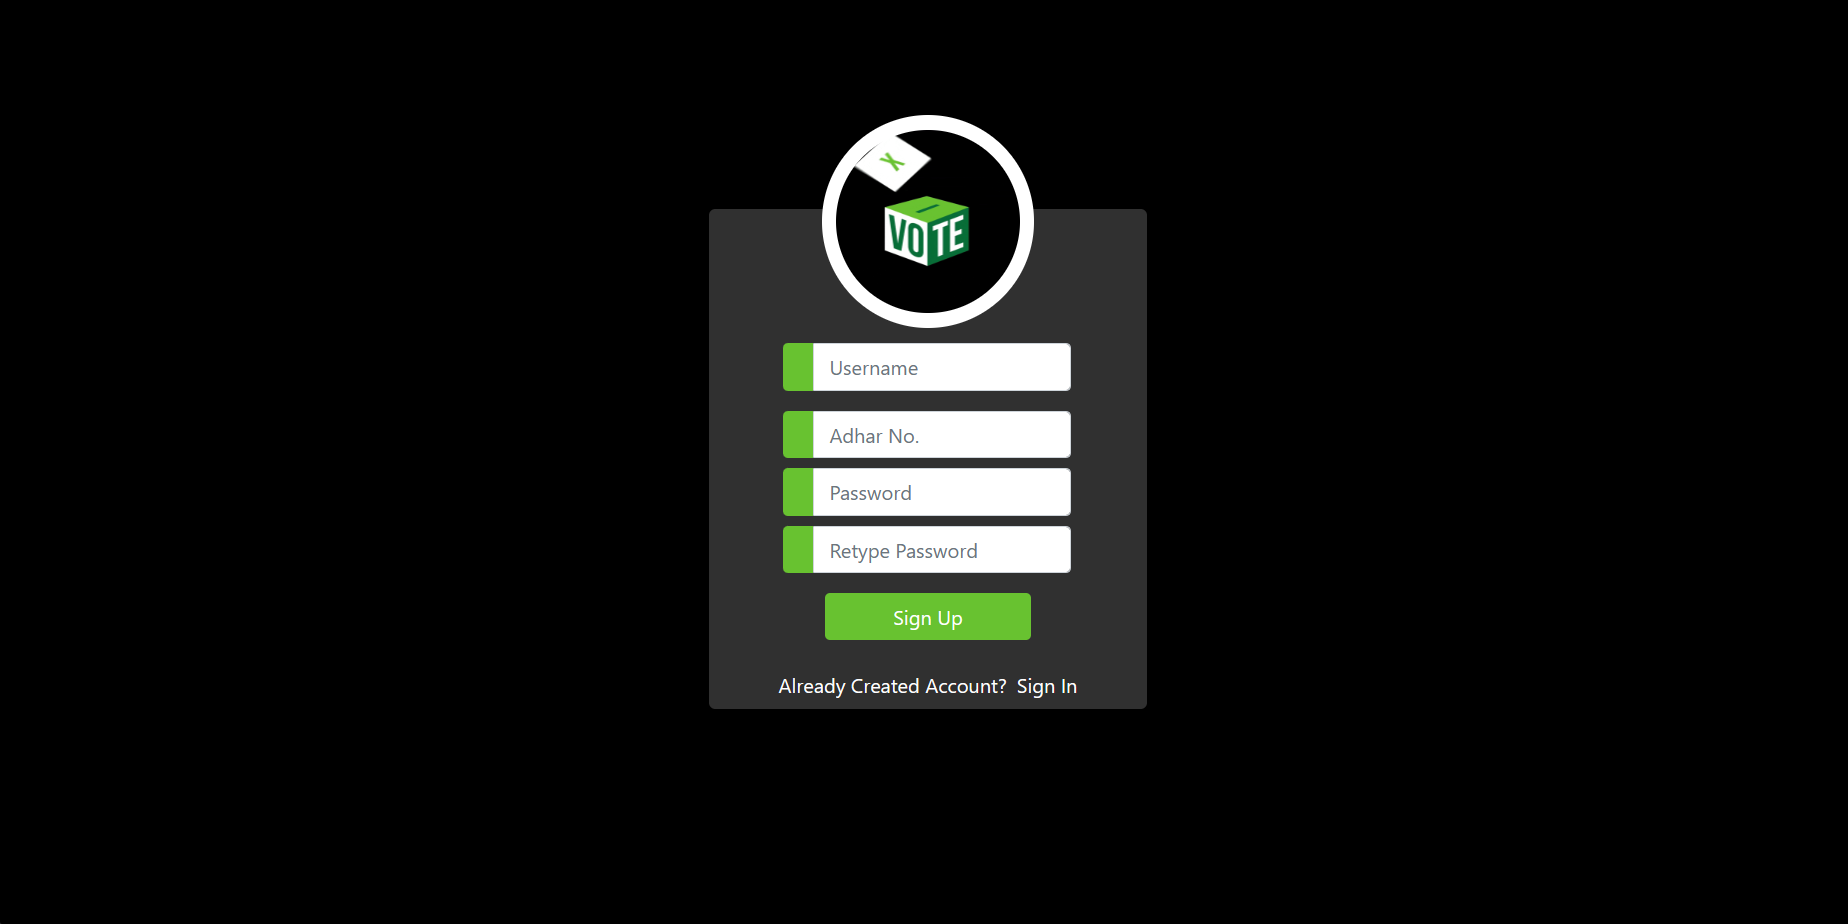 X
VOTE
Username
Adhar No.
Password
Retype Password
Sign Up
Already Created Account? Sign In